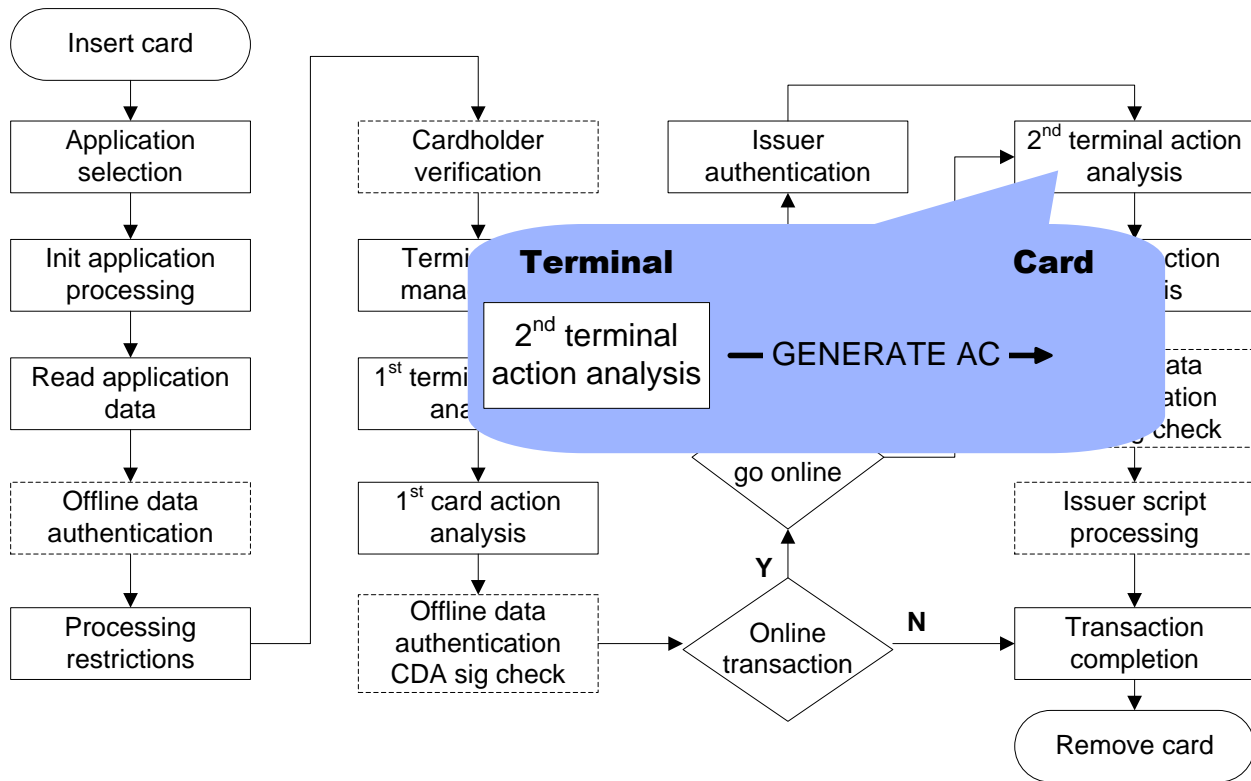 Insert card
Application
selection
Init application
processing
Read application
data
Offline data
authentication
Processing
restrictions
Cardholder
verification
1st card action
analysis
Offline data
authentication
CDA sig check
Issuer
authentication
go online
Y
Online
transaction
N
2nd terminal action
analysis
Terminal
Card
2nd terminal
action analysis
GENERATE AC
check
Issuer script
processing
Transaction
completion
Remove card